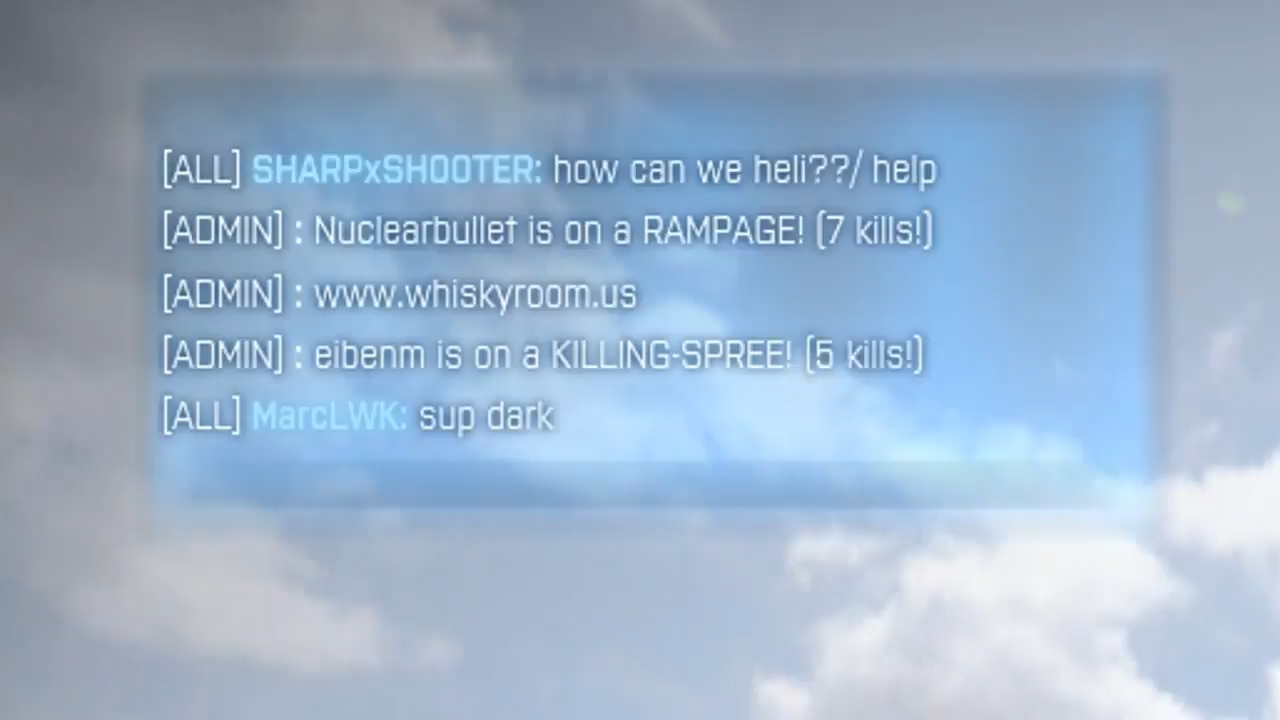 [ALL] SHARPxSHOOTER: how can we heli??/ help
[ADMIN] : Nuclearbullet is on a RAMPAGE! (7 kills!)
[ADMIN] : www.whiskyroom.us
[ADMIN] : eibenm is on a KILLING-SPREE! (5 kills!)
[ALL] MarcLWK: sup dark